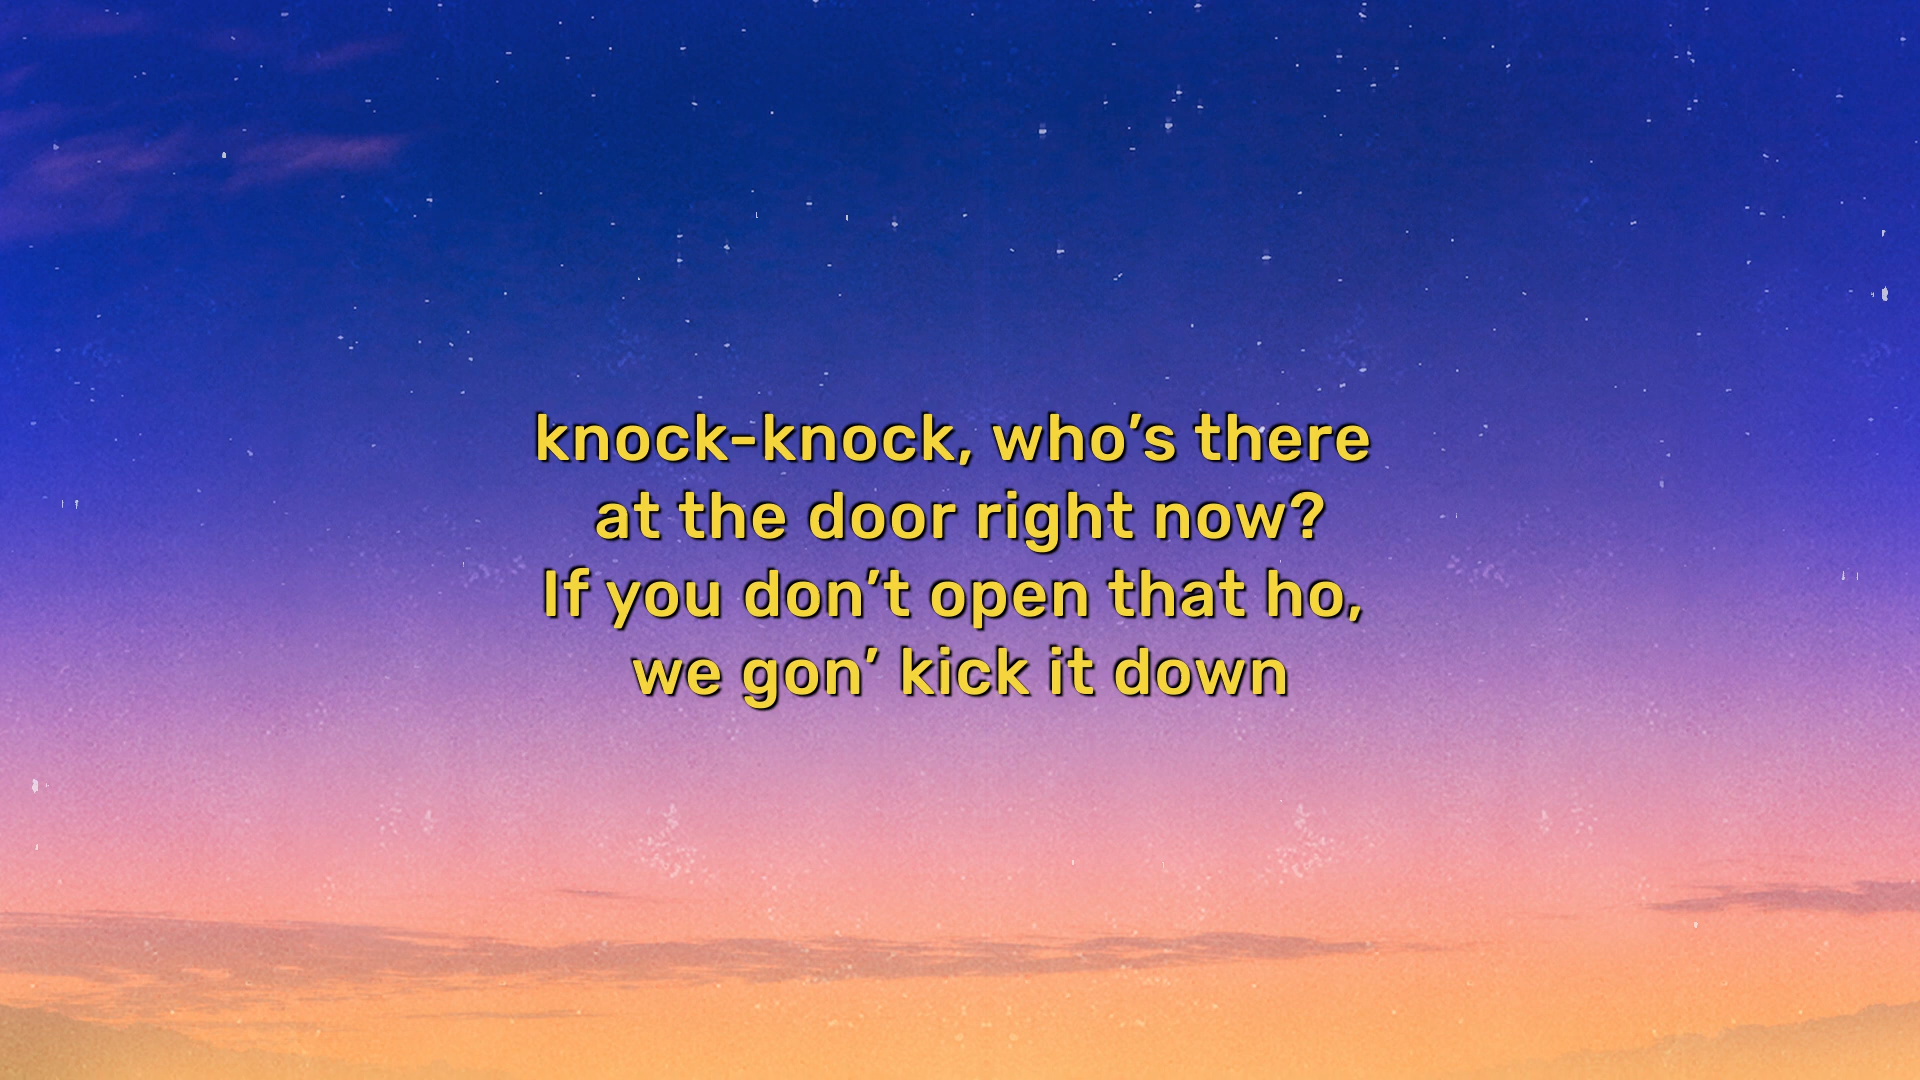 knock-knock, who’s there
at the door right now?
If you don’t open that ho,
we gon’ kick it down